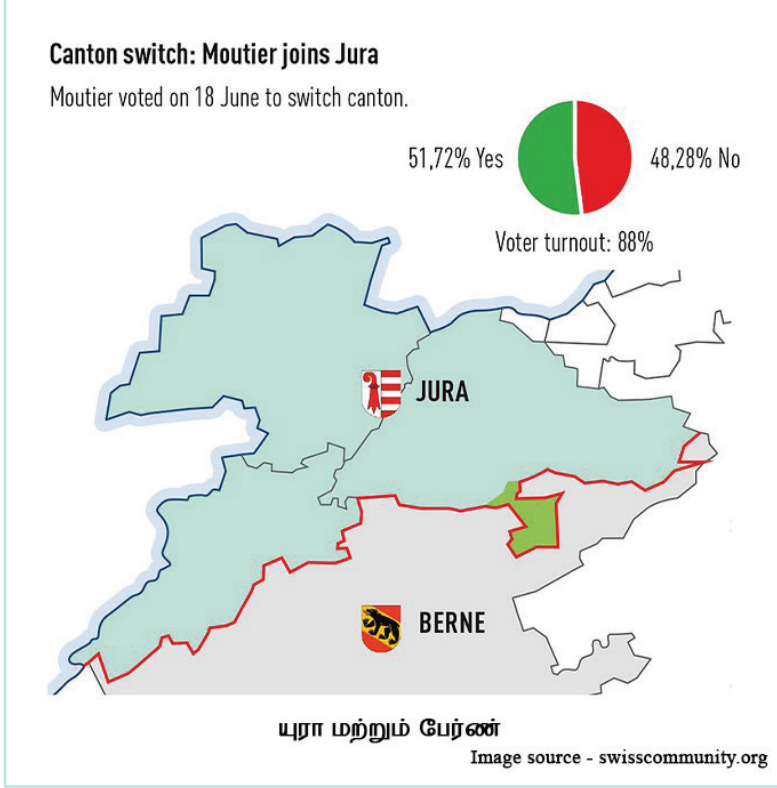 Canton switch: Moutier joins Jura
Moutier voted on 18 June to switch canton.
51,72% Yes
48,28% No
Voter turnout: 88%
JURA
BERNE
யுரா மற்றும் பேர்ண்
Image source - swisscommunity.org